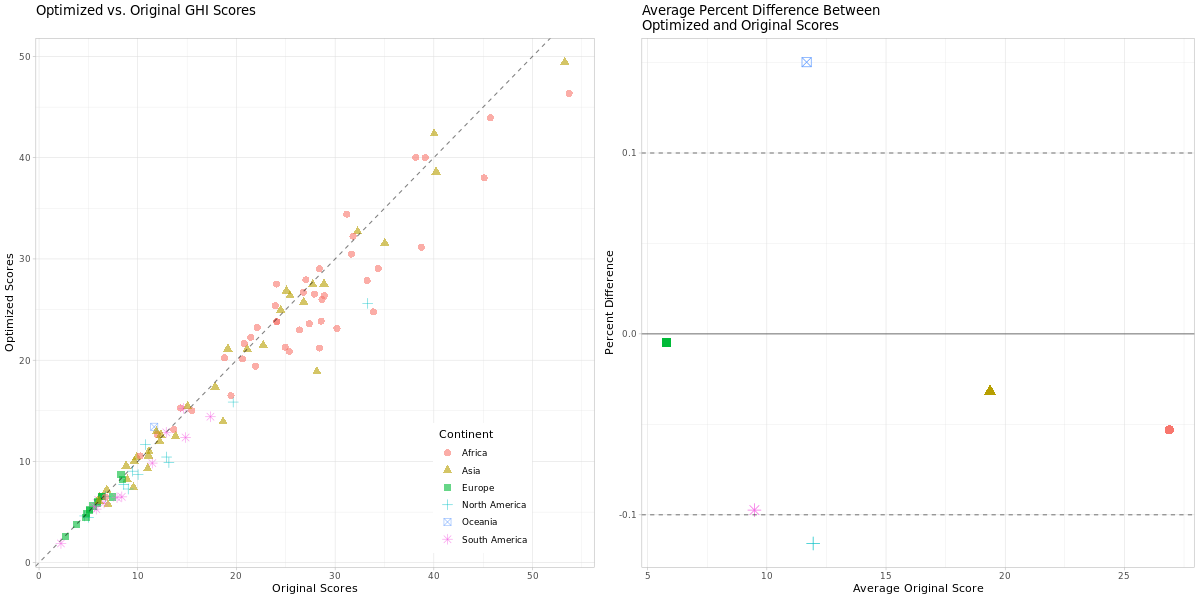 Optimized vs. Original GHI Scores
50
40
30
20
10
0
0
10
20
30
40
50
Optimized Scores
Original Scores
Continent
Africa
Asia
Europe
North America
Oceania
South America
Average Percent Difference Between
Optimized and Original Scores
0.1
0.0
-0.1
5
10
15
20
25
Percent Difference
Average Original Score